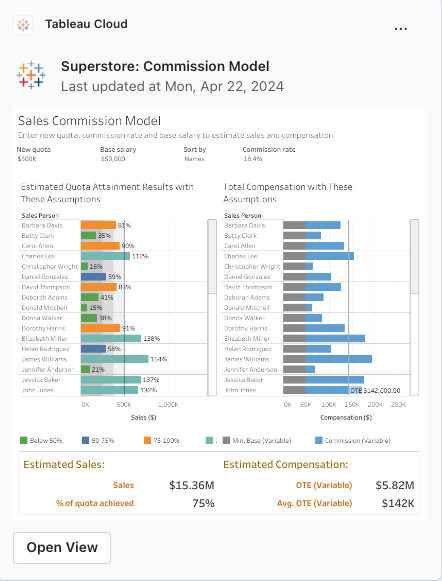 Tableau Cloud
...
Superstore: Commission Model
Last updated at Mon, Apr 22, 2024
Sales Commission Model
Enter new quota, commission rate and base salary to estimate sales and compensation
New quota Base salary Sort by Commission rate
$500K $50,000 Names 18.4%
Estimated Quota Attainment Results with Total Compensation with These
These Assumptions Assumptions
Sales Person Sales Person
Barbara Davis 81% Barbara Davis
Betty Clark 35% Betty Clark
Carol Allen 90% Carol Allen
Charles Lee 112% Charles Lee
Christopher Wright 16% Christopher Wright
Daniel Gonzalez 59% Daniel Gonzalez
David Thompson 83% David Thompson
Deborah Adams 41% Deborah Adams
Donald Mitchell 15% Donald Mitchell
Donna Walker 38% Donna Walker
Dorothy Harris 91% Dorothy Harris
Elizabeth Miller 138% Elizabeth Miller
Helen Rodriguez 58% Helen Rodriguez
James Williams 154% James Williams
Jennifer Anderson 21% Jennifer Anderson
Jessica Baker 137% Jessica Baker
John Jones 132% John Jones OTE $142,000.00
0K 500K 1,000K 0K 50K 100K 150K 200K 250K
Sales ($) Compensation ($)
Below 50% 50-75% 75-100% Min. Base (Variable) Commission (Variable)
Estimated Sales: Estimated Compensation:
Sales $15.36M OTE (Variable) $5.82M
% of quota achieved 75% Avg. OTE (Variable) $142K
Open View